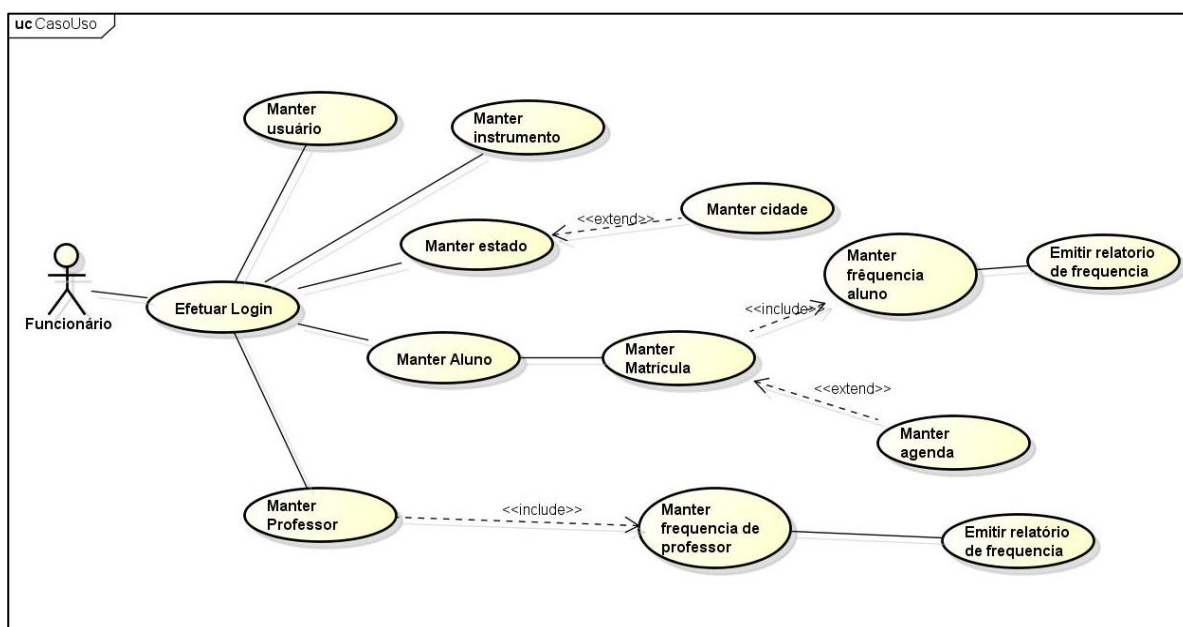 uc CasoUso
Manter
usuário
Manter
instrumento
Manter cidade
<<extend>>
Manter estado
Manter
frêquencia
aluno
Emitir relatorio
de frequencia
Funcionário
Efetuar Login
<<include>>
Manter Aluno
Manter
Matrícula
<<extend>>
Manter
agenda
Manter
Professor
<<include>>
Manter
frequencia de
professor
Emitir relatório
de frequencia